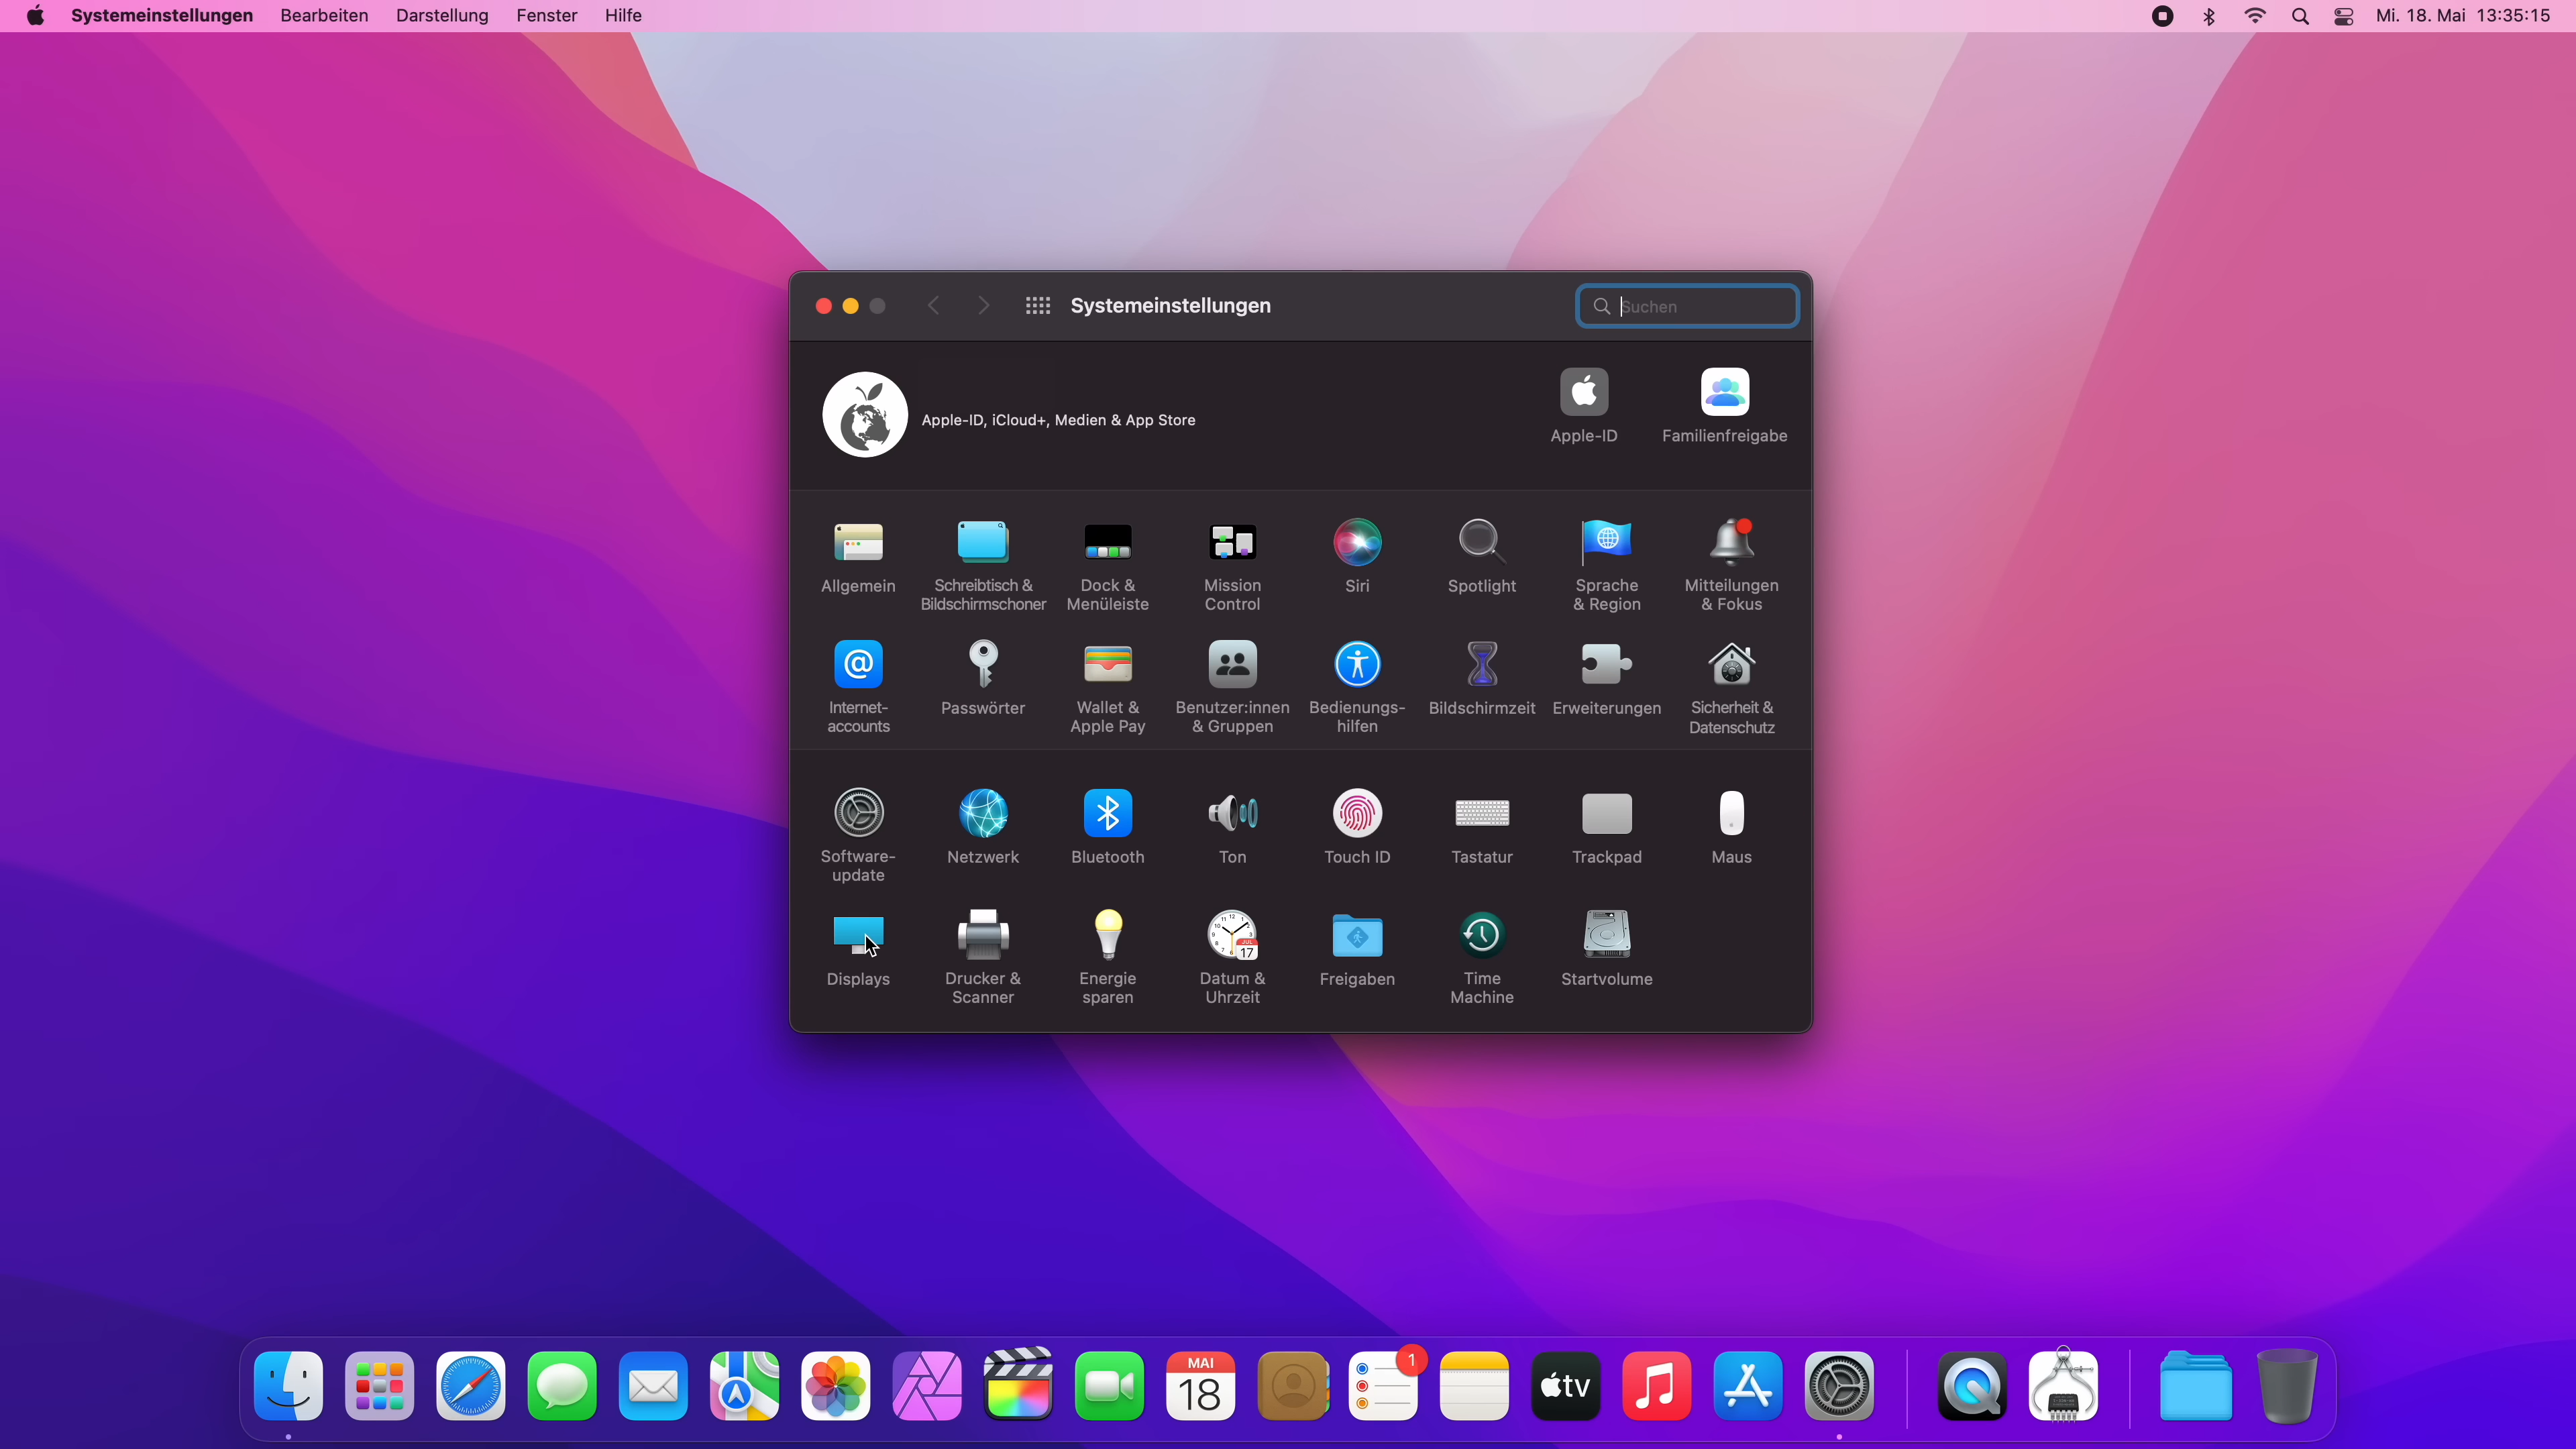 Systemeinstellungen Bearbeiten Darstellung Fenster Hilfe Mi. 18. Mai 13:35:15
Systemeinstellungen
Suchen
Apple-ID, iCloud+, Medien & App Store
Apple-ID
Familienfreigabe
Allgemein
Schreibtisch &
Bildschirmschoner
Dock &
Menüleiste
Mission
Control
Siri
Spotlight
Sprache
& Region
Mitteilungen
& Fokus
Internet-
accounts
Passwörter
Wallet &
Apple Pay
Benutzer:innen
& Gruppen
Bedienungs-
hilfen
Bildschirmzeit
Erweiterungen
Sicherheit &
Datenschutz
Software-
update
Netzwerk
Bluetooth
Ton
Touch ID
Tastatur
Trackpad
Maus
Displays
Drucker &
Scanner
Energie
sparen
JUL
17
Datum &
Uhrzeit
Freigaben
Time
Machine
Startvolume
MAI
18
1
tv